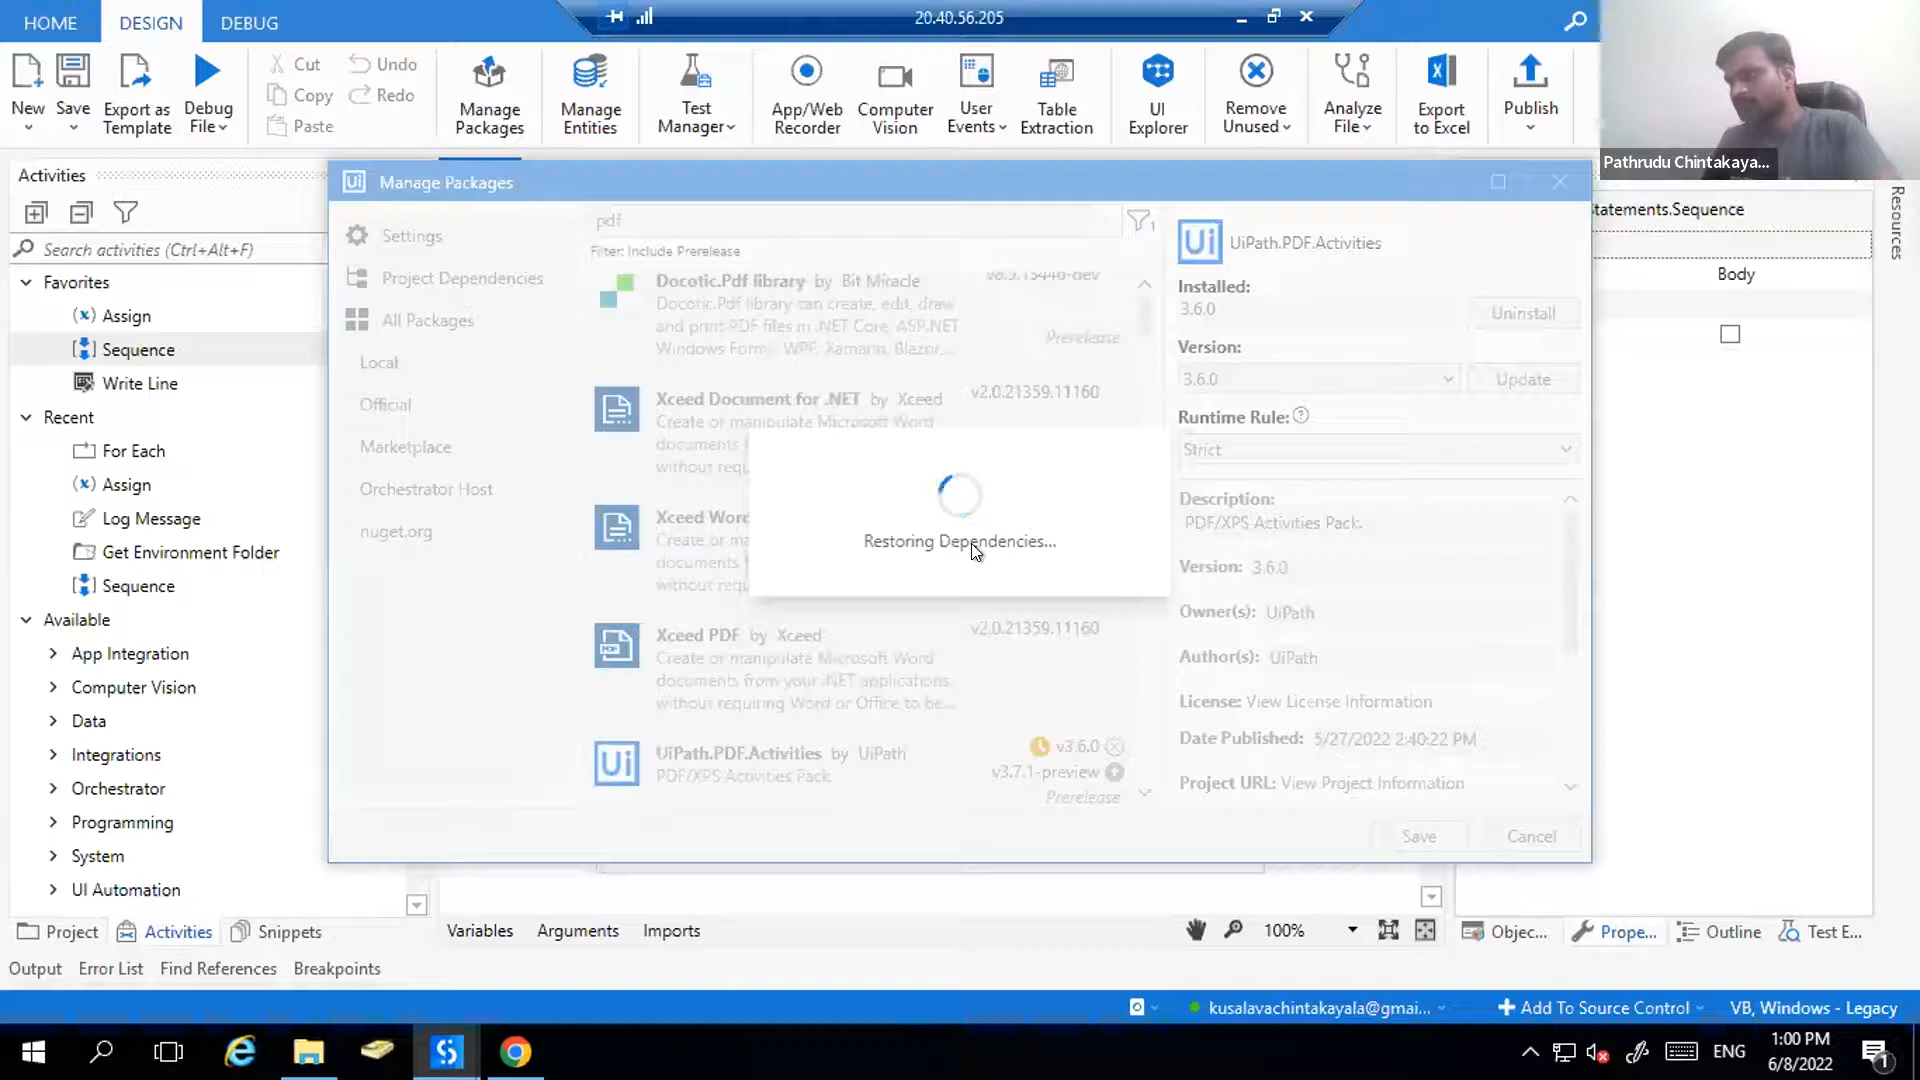 HOME DESIGN DEBUG
20.40.56.205
New Save Export as Template Debug File
Cut Copy Paste Undo Redo
Manage Packages
Manage Entities
Test Manager
App/Web Recorder
Computer Vision
User Events
Table Extraction
UI Explorer
Remove Unused
Analyze File
Export to Excel
Publish
Pathrudu Chintakaya...
Activities
Search activities (Ctrl+Alt+F)
Favorites
Assign
Sequence
Write Line
Recent
For Each
Assign
Log Message
Get Environment Folder
Sequence
Available
App Integration
Computer Vision
Data
Integrations
Orchestrator
Programming
System
UI Automation
Project Activities Snippets
Manage Packages
Settings
Project Dependencies
All Packages
Local
Official
Marketplace
Orchestrator Host
nuget.org
pdf
Filter: Include Prerelease
Docotic.Pdf library by Bit Miracle
Docotic.Pdf library can create, edit, draw
and print PDF files in .NET Core, ASP.NET
Windows Forms, WPF, Xamarin, Blazor,...
Prerelease
Xceed Document for .NET by Xceed v2.0.21359.11160
Create or manipulate Microsoft Word
documents
without requ
Xceed Word
Create or ma
documents f
without requ
Xceed PDF by Xceed v2.0.21359.11160
Create or manipulate Microsoft Word
documents from your .NET applications,
without requiring Word or Office to be...
UiPath.PDF.Activities by UiPath v3.6.0
PDF/XPS Activities Pack. v3.7.1-preview
Prerelease
Restoring Dependencies...
UiPath.PDF.Activities
Installed:
3.6.0 Uninstall
Version:
3.6.0 Update
Runtime Rule:
Strict
Description:
PDF/XPS Activities Pack.
Version: 3.6.0
Owner(s): UiPath
Author(s): UiPath
License: View License Information
Date Published: 5/27/2022 2:40:22 PM
Project URL: View Project Information
Save Cancel
tatements.Sequence
Body
Resources
Variables Arguments Imports 100%
Objec... Prope... Outline Test E...
Output Error List Find References Breakpoints
kusalavachintakayala@gmai... Add To Source Control VB, Windows - Legacy
ENG
1:00 PM
6/8/2022
1